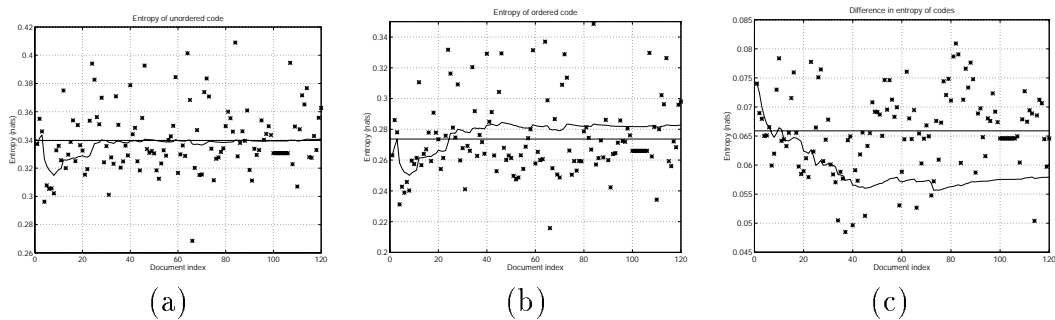 Entropy of unordered code
0.42
0.4
0.38
0.36
0.34
0.32
0.3
0.28
0.26
Entropy (nats)
0 20 40 60 80 100 120
Document index
(a)
Entropy of ordered code
0.34
0.32
0.3
0.28
0.26
0.24
0.22
0.2
Entropy (nats)
0 20 40 60 80 100 120
Document index
(b)
Difference in entropy of codes
0.085
0.08
0.075
0.07
0.065
0.06
0.055
0.05
0.045
Entropy (nats)
0 20 40 60 80 100 120
Document index
(c)